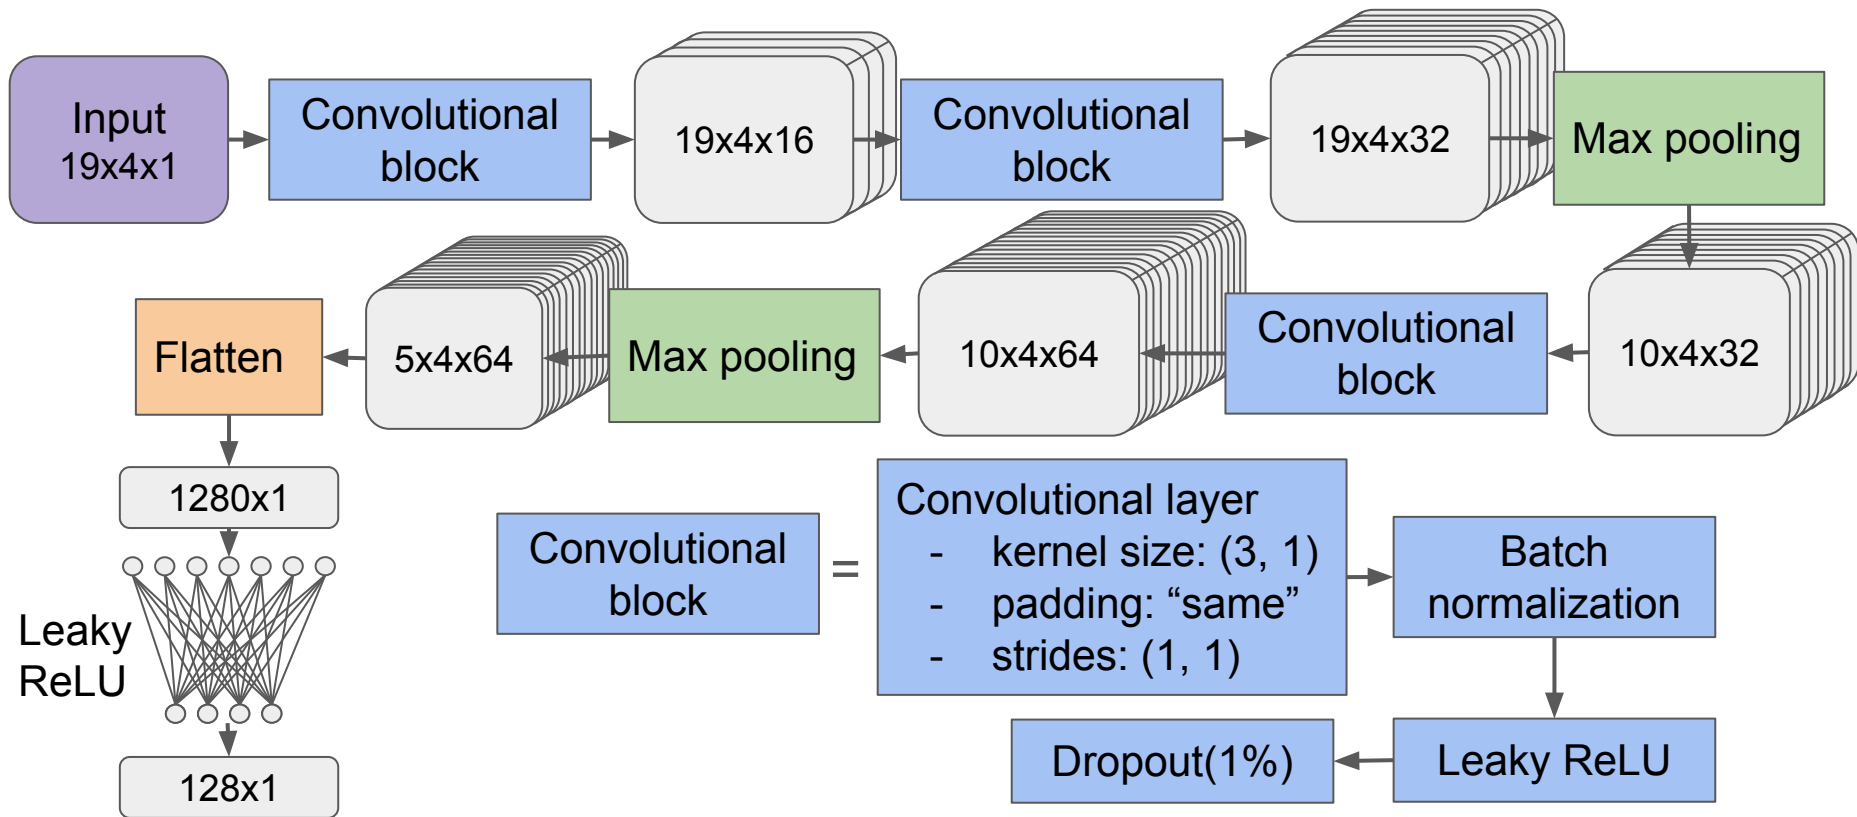 Input
19x4x1
Convolutional
block
19x4x16
Convolutional
block
19x4x32
Max pooling
10x4x32
Convolutional
block
10x4x64
Max pooling
5x4x64
Flatten
1280x1
Leaky
ReLU
128x1
Convolutional
block
=
Convolutional layer
- kernel size: (3, 1)
- padding: “same”
- strides: (1, 1)
Batch
normalization
Leaky ReLU
Dropout(1%)